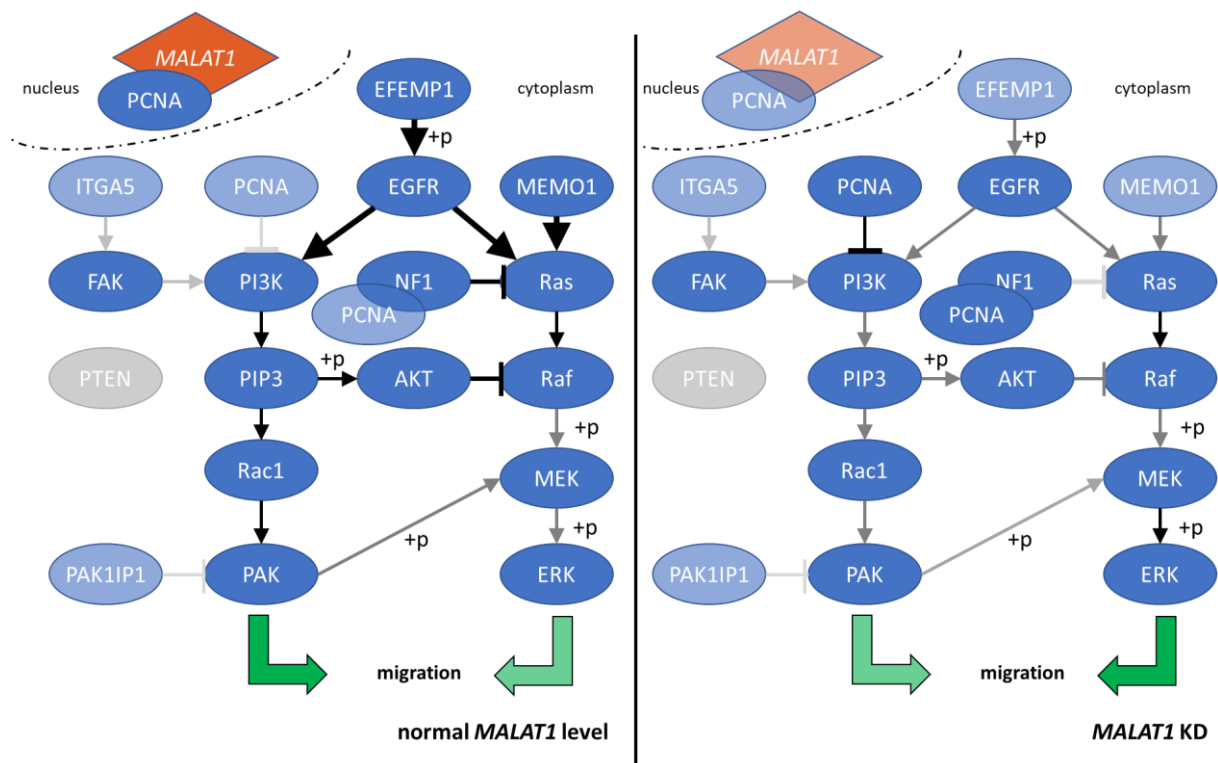 MALAT1
nucleus
PCNA
EFEMP1
cytoplasm
+p
ITGA5
PCNA
EGFR
MEMO1
FAK
PI3K
NF1
Ras
PCNA
PTEN
PIP3
+p
AKT
Raf
+p
Rac1
MEK
+p
+p
PAK1IP1
PAK
ERK
migration
normal MALAT1 level
MALAT1
nucleus
PCNA
EFEMP1
cytoplasm
+p
ITGA5
PCNA
EGFR
MEMO1
FAK
PI3K
NF1
Ras
PCNA
PTEN
PIP3
+p
AKT
Raf
+p
Rac1
MEK
+p
+p
PAK1IP1
PAK
ERK
migration
MALAT1 KD